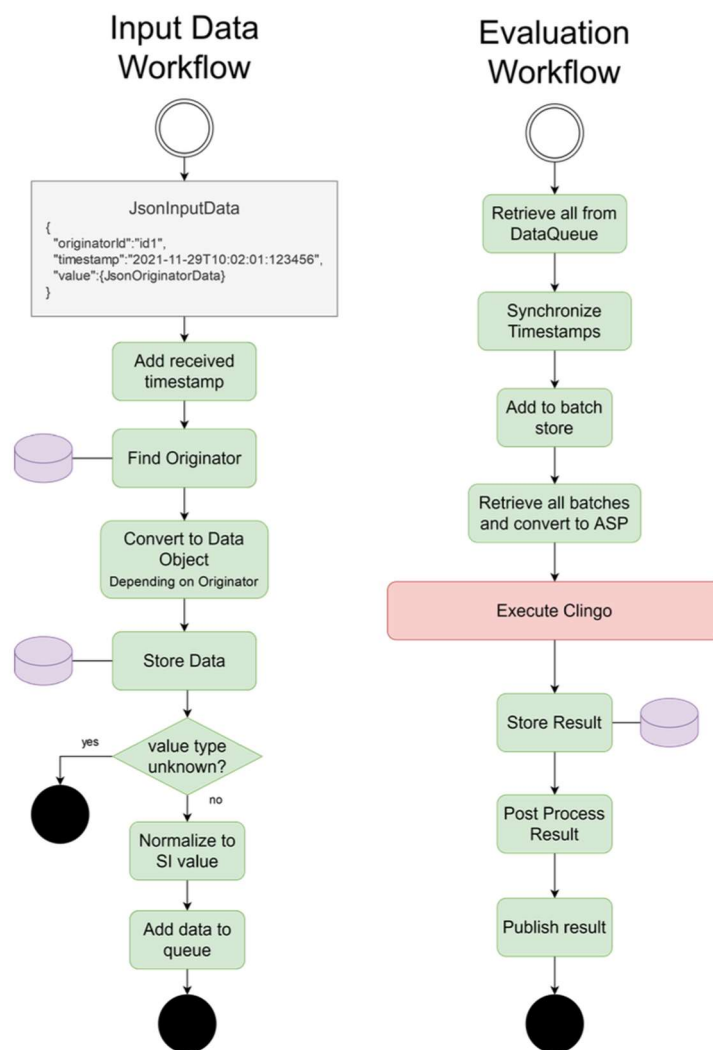 Input Data
Workflow
JsonInputData
{
"originatorId":"id1",
"timestamp":"2021-11-29T10:02:01:123456",
"value":{JsonOriginatorData}
}
Add received
timestamp
Find Originator
Convert to Data
Object
Depending on Originator
Store Data
value type
unknown?
yes
no
Normalize to
SI value
Add data to
queue
Evaluation
Workflow
Retrieve all from
DataQueue
Synchronize
Timestamps
Add to batch
store
Retrieve all batches
and convert to ASP
Execute Clingo
Store Result
Post Process
Result
Publish result